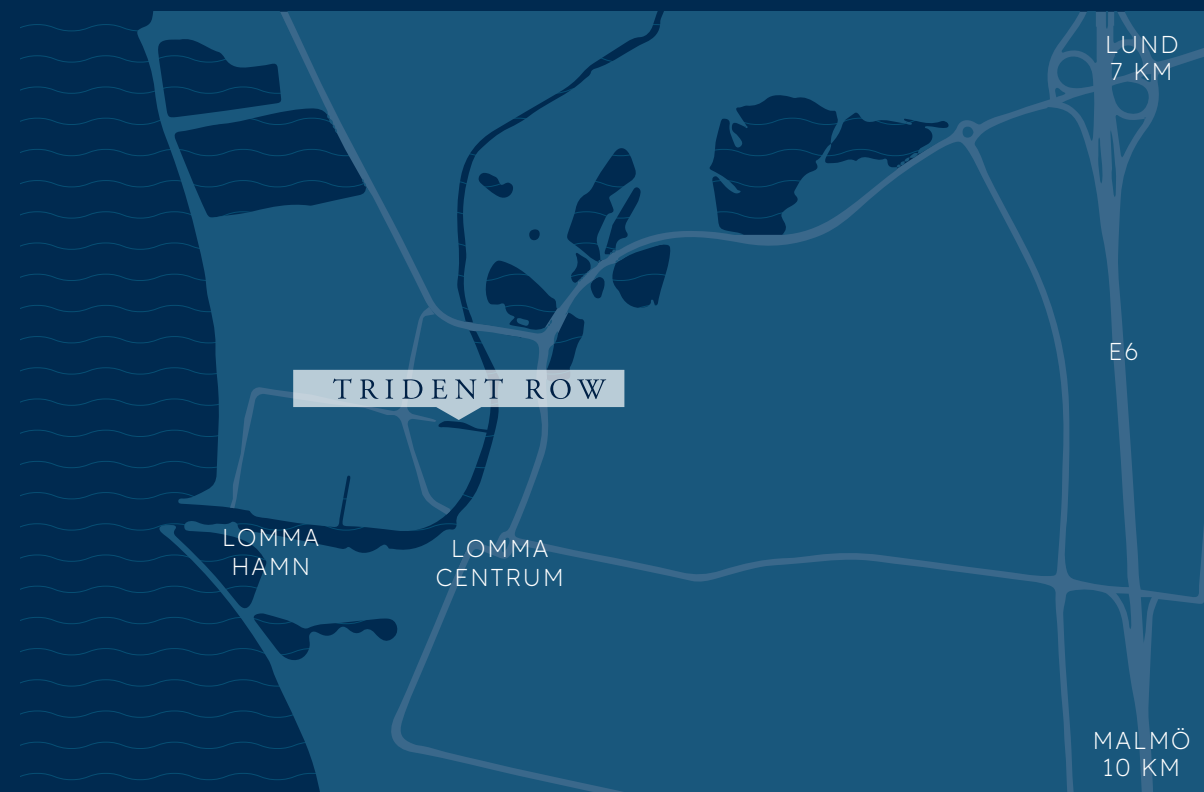 LUND
7 KM
E6
TRIDENT ROW
LOMMA
HAMN
LOMMA
CENTRUM
MALMÖ
10 KM